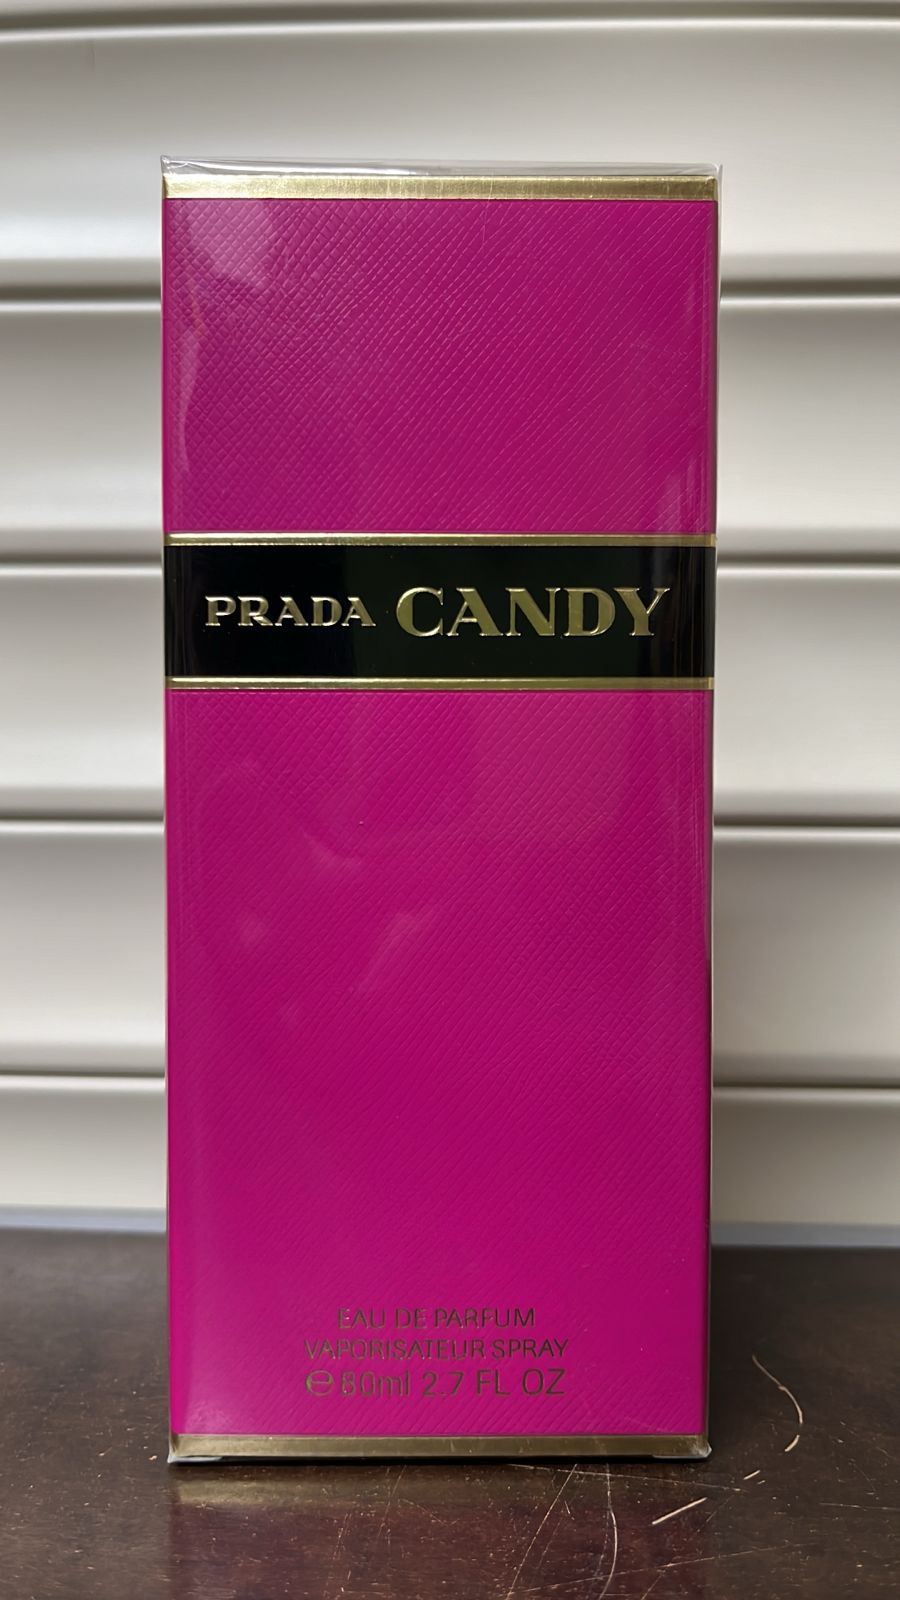 PRADA CANDY
EAU DE PARFUM
VAPORISATEUR SPRAY
℮ 80ml 2.7 FL OZ